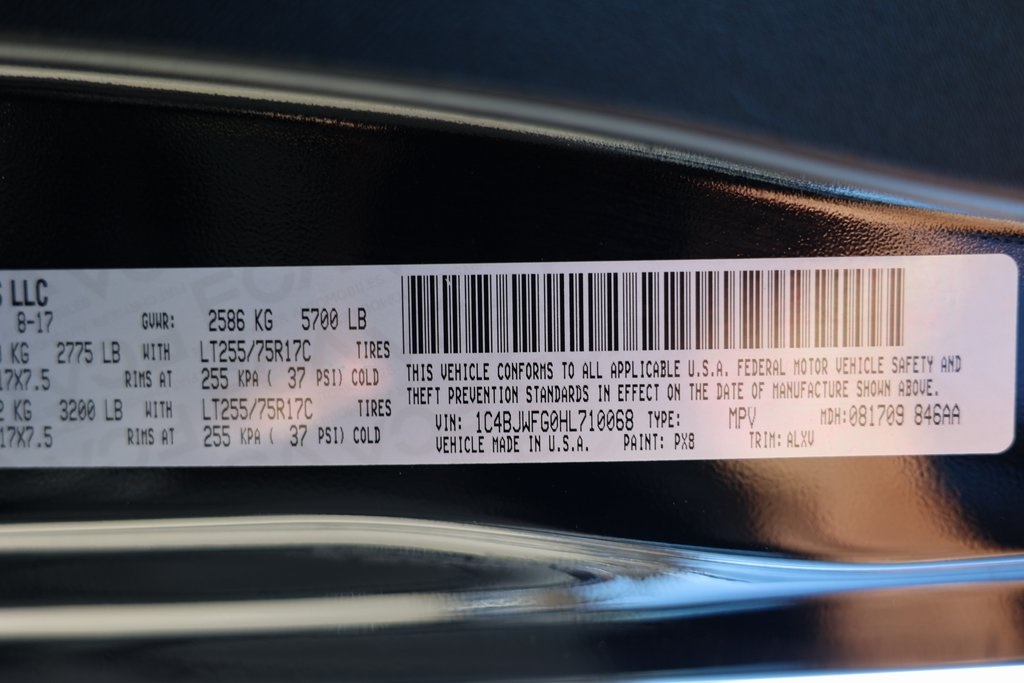 LLC
8-17 GVWR: 2586 KG 5700 LB
KG 2775 LB WITH LT255/75R17C TIRES
17X7.5 RIMS AT 255 KPA ( 37 PSI) COLD
KG 3200 LB WITH LT255/75R17C TIRES
17X7.5 RIMS AT 255 KPA ( 37 PSI) COLD
THIS VEHICLE CONFORMS TO ALL APPLICABLE U.S.A. FEDERAL MOTOR VEHICLE SAFETY AND
THEFT PREVENTION STANDARDS IN EFFECT ON THE DATE OF MANUFACTURE SHOWN ABOVE.
VIN: 1C4BJWFG0HL710068 TYPE: MPV MDH:081709 846AA
VEHICLE MADE IN U.S.A. PAINT: PX8 TRIM: ALXV